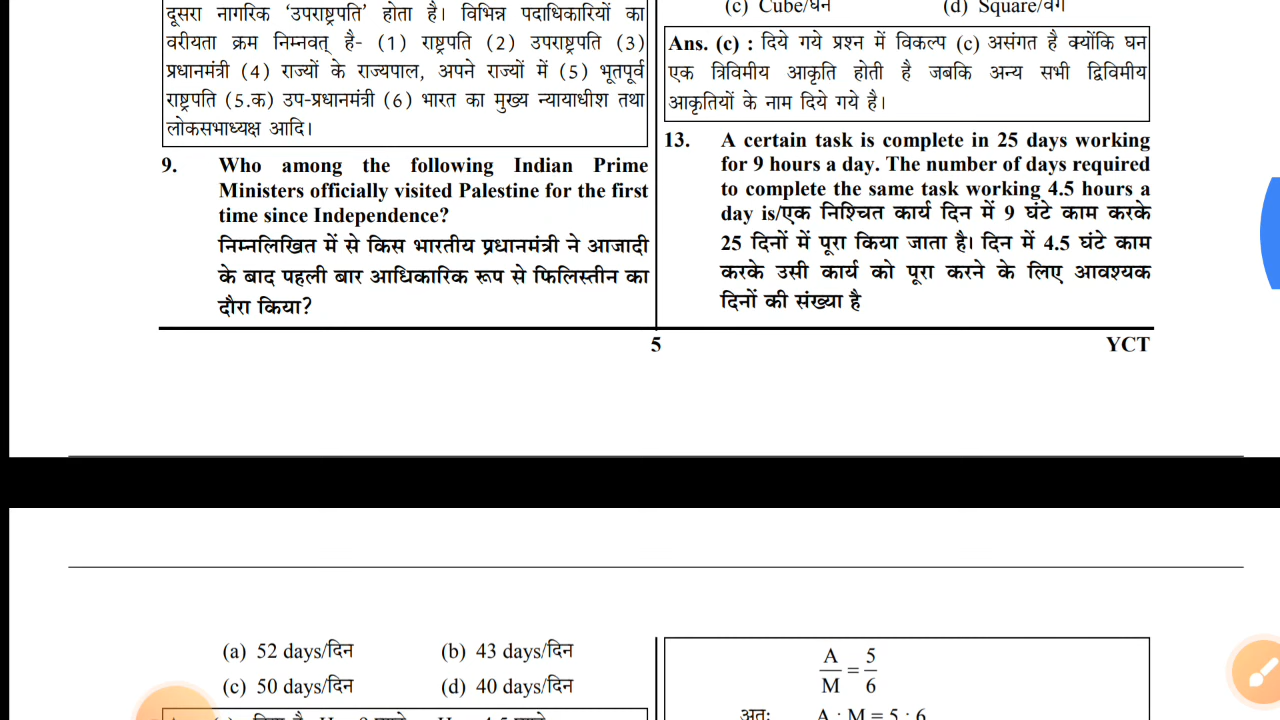 दूसरा नागरिक 'उपराष्ट्रपति' होता है। विभिन्न पदाधिकारियों का
वरीयता क्रम निम्नवत् है- (1) राष्ट्रपति (2) उपराष्ट्रपति (3)
प्रधानमंत्री (4) राज्यों के राज्यपाल, अपने राज्यों में (5) भूतपूर्व
राष्ट्रपति (5.क) उप-प्रधानमंत्री (6) भारत का मुख्य न्यायाधीश तथा
लोकसभाध्यक्ष आदि।
9. Who among the following Indian Prime
Ministers officially visited Palestine for the first
time since Independence?
निम्नलिखित में से किस भारतीय प्रधानमंत्री ने आजादी
के बाद पहली बार आधिकारिक रूप से फिलिस्तीन का
दौरा किया?
(c) Cube/घन (d) Square/वर्ग
Ans. (c) : दिये गये प्रश्न में विकल्प (c) असंगत है क्योंकि घन
एक त्रिविमीय आकृति होती है जबकि अन्य सभी द्विविमीय
आकृतियों के नाम दिये गये है।
13. A certain task is complete in 25 days working
for 9 hours a day. The number of days required
to complete the same task working 4.5 hours a
day is/एक निश्चित कार्य दिन में 9 घंटे काम करके
25 दिनों में पूरा किया जाता है। दिन में 4.5 घंटे काम
करके उसी कार्य को पूरा करने के लिए आवश्यक
दिनों की संख्या है
5 YCT
(a) 52 days/दिन (b) 43 days/दिन
(c) 50 days/दिन (d) 40 days/दिन
A/M = 5/6
अतः A : M = 5 : 6